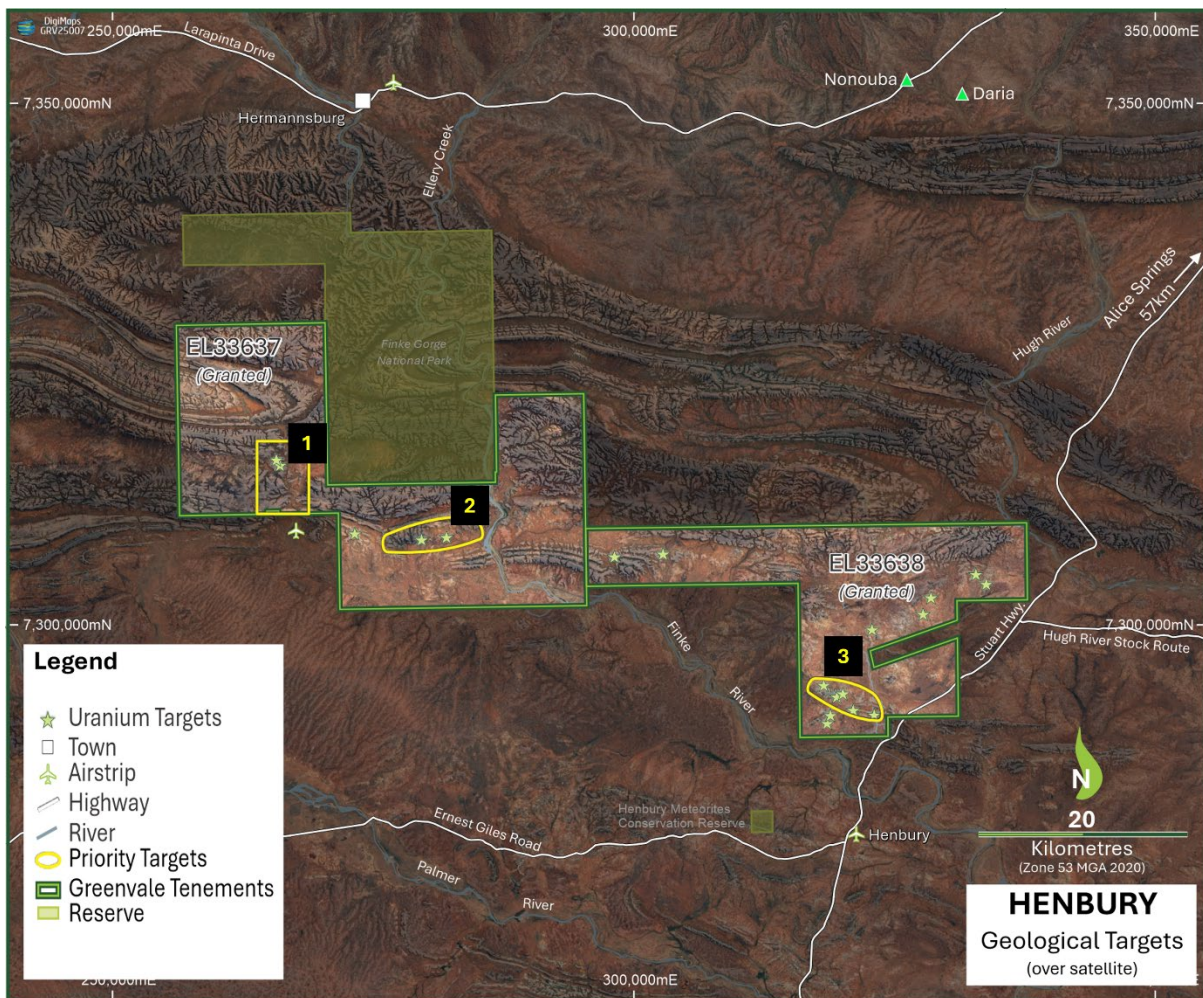 DigiMaps
GRV25007
250,000mE
300,000mE
350,000mE
Larapinta Drive
Nonouba
Daria
7,350,000mN
7,350,000mN
Hermannsburg
Ellery Creek
Alice Springs
57km
Hugh River
EL33637
(Granted)
Finke Gorge
National Park
1
2
EL33638
(Granted)
7,300,000mN
7,300,000mN
Stuart Hwy.
Hugh River Stock Route
Finke
River
3
Legend
Uranium Targets
Town
Airstrip
Highway
River
Priority Targets
Greenvale Tenements
Reserve
N
20
Kilometres
(Zone 53 MGA 2020)
Henbury Meteorites
Conservation Reserve
Ernest Giles Road
Henbury
Palmer
River
HENBURY
Geological Targets
(over satellite)
250,000mE
300,000mE